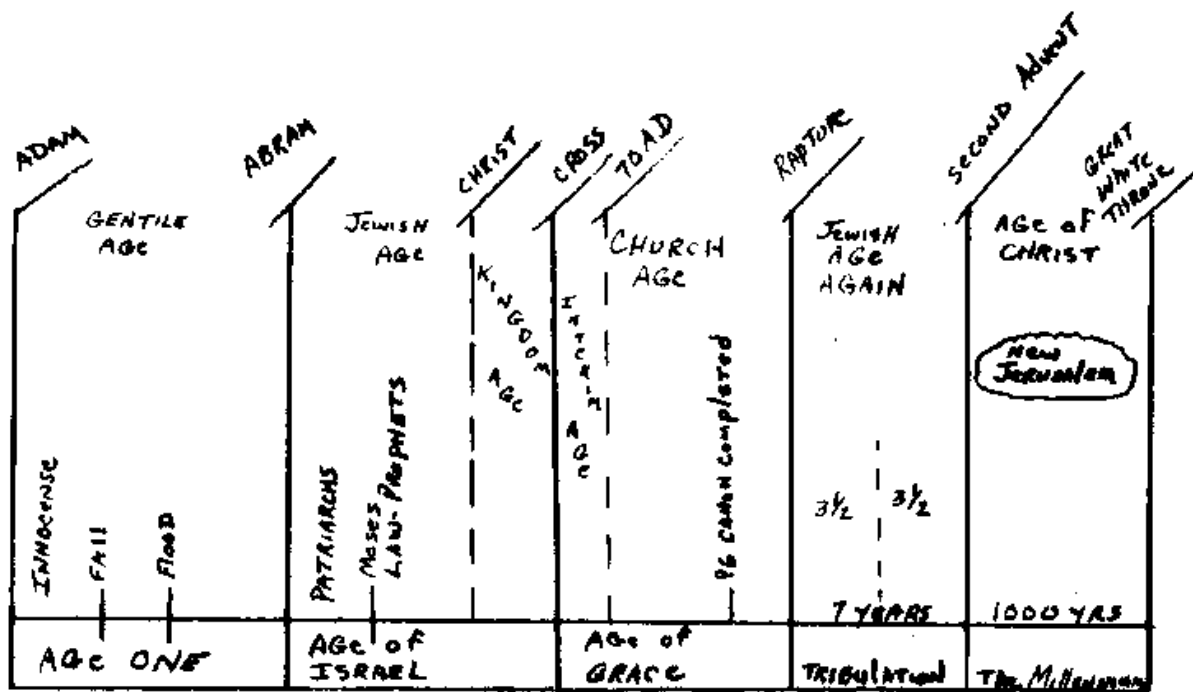 ADAM
ABRAM
CHRIST
CROSS
70 AD
RAPTURE
SECOND ADVENT
GREAT
WHITE
THRONE
GENTILE
AGE
JEWISH
AGE
KINGDOM
AGE
INTERIM
AGE
CHURCH
AGE
JEWISH
AGE
AGAIN
AGE of
CHRIST
NEW
JERUSALEM
INNOCENSE
FALL
FLOOD
PATRIARCHS
MOSES
LAW-PROPHETS
96 CANON COMPLETED
3½
3½
7 YEARS
1000 YRS
AGE ONE
AGE of
ISRAEL
AGE of
GRACE
TRIBULATION
The Millennium